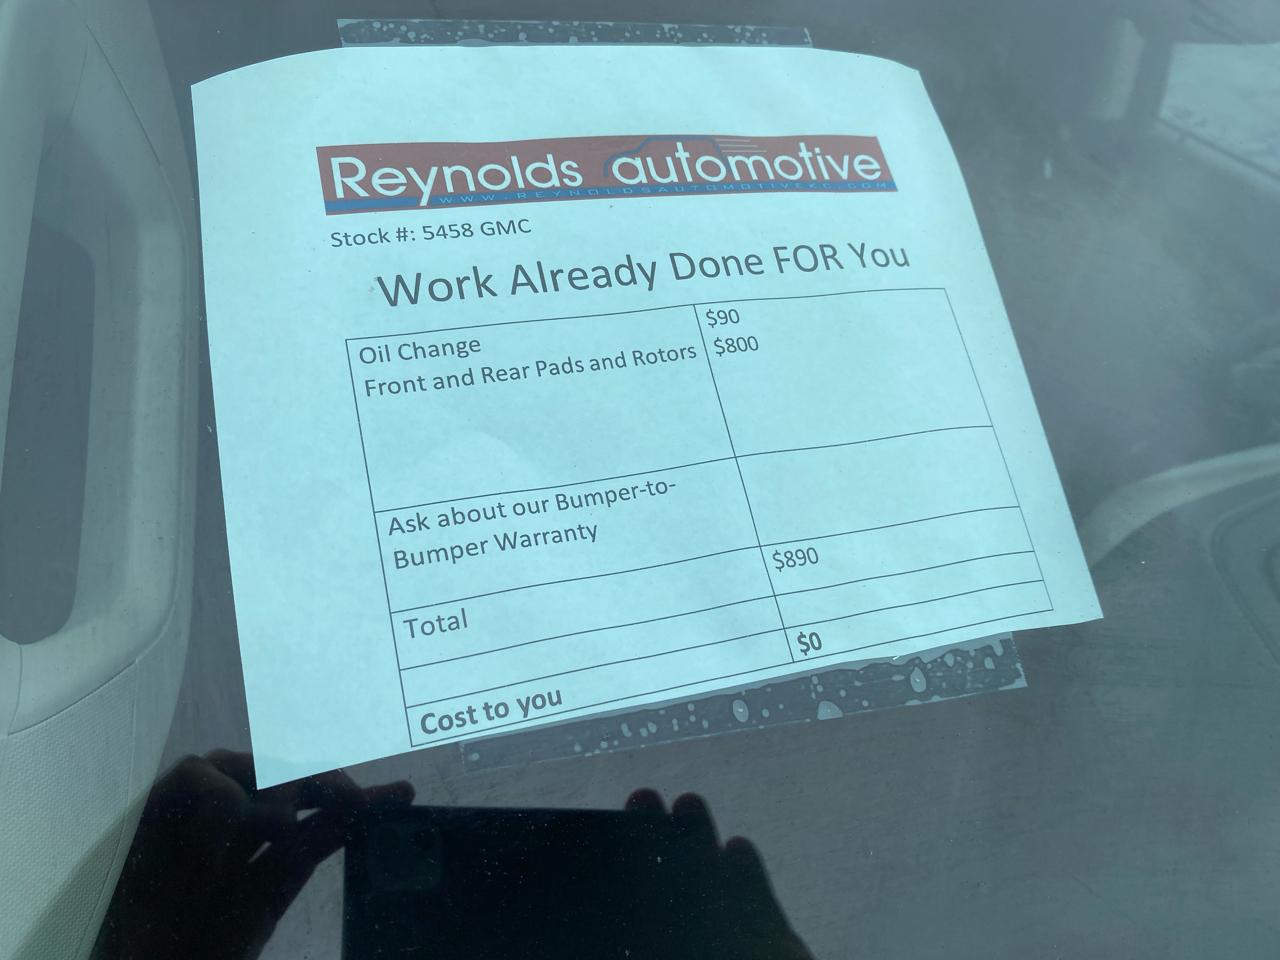 Reynolds automotive
WWW.REYNOLDSAUTOMOTIVEKC.COM
Stock #: 5458 GMC
Work Already Done FOR You
Oil Change $90
Front and Rear Pads and Rotors $800
Ask about our Bumper-to-
Bumper Warranty
Total $890
Cost to you $0